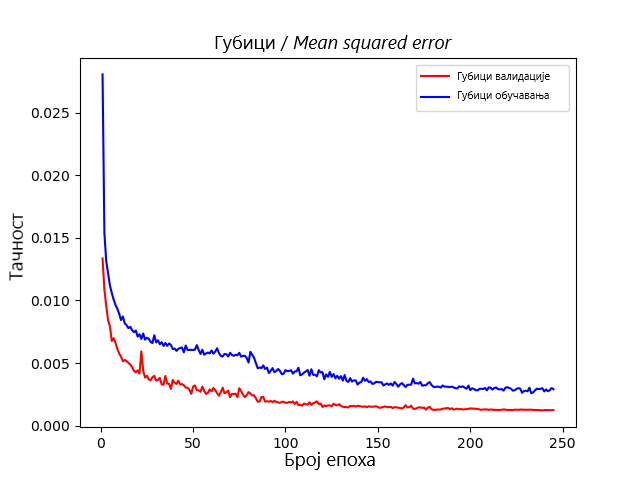 Губици / Mean squared error
Губици валидације
Губици обучавања
0.025
0.020
0.015
0.010
0.005
0.000
Тачност
0 50 100 150 200 250
Број епоха